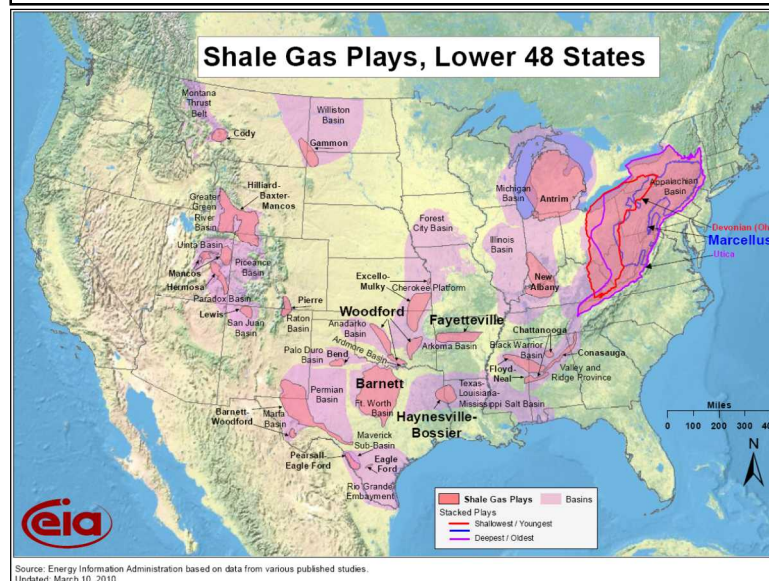 Shale Gas Plays, Lower 48 States
Montana
Thrust
Belt
Cody
Williston
Basin
Gammon
Hilliard-
Baxter-
Mancos
Greater
Green
River
Basin
Uinta Basin
Piceance
Basin
Mancos
Hermosa
Paradox Basin
Lewis
San Juan
Basin
Pierre
Raton
Basin
Michigan
Basin
Antrim
Forest
City Basin
Illinois
Basin
New
Albany
Appalachian
Basin
Devonian (Oh
Marcellus
Utica
Excello-
Mulky
Cherokee Platform
Woodford
Anadarko
Basin
Ardmore Basin
Arkoma Basin
Fayetteville
Palo Duro
Basin
Bend
Chattanooga
Black Warrior
Basin
Conasauga
Floyd-
Neal
Valley and
Ridge Province
Barnett
Ft. Worth
Basin
Permian
Basin
Barnett-
Woodford
Marfa
Basin
Texas-
Louisiana-
Mississippi Salt Basin
Haynesville-
Bossier
Maverick
Sub-Basin
Pearsall-
Eagle Ford
Eagle
Ford
Rio Grande
Embayment
Miles
0 100 200 300 40
N
Shale Gas Plays
Basins
Stacked Plays
Shallowest / Youngest
Deepest / Oldest
eia
Source: Energy Information Administration based on data from various published studies.
Updated: March 10, 2010